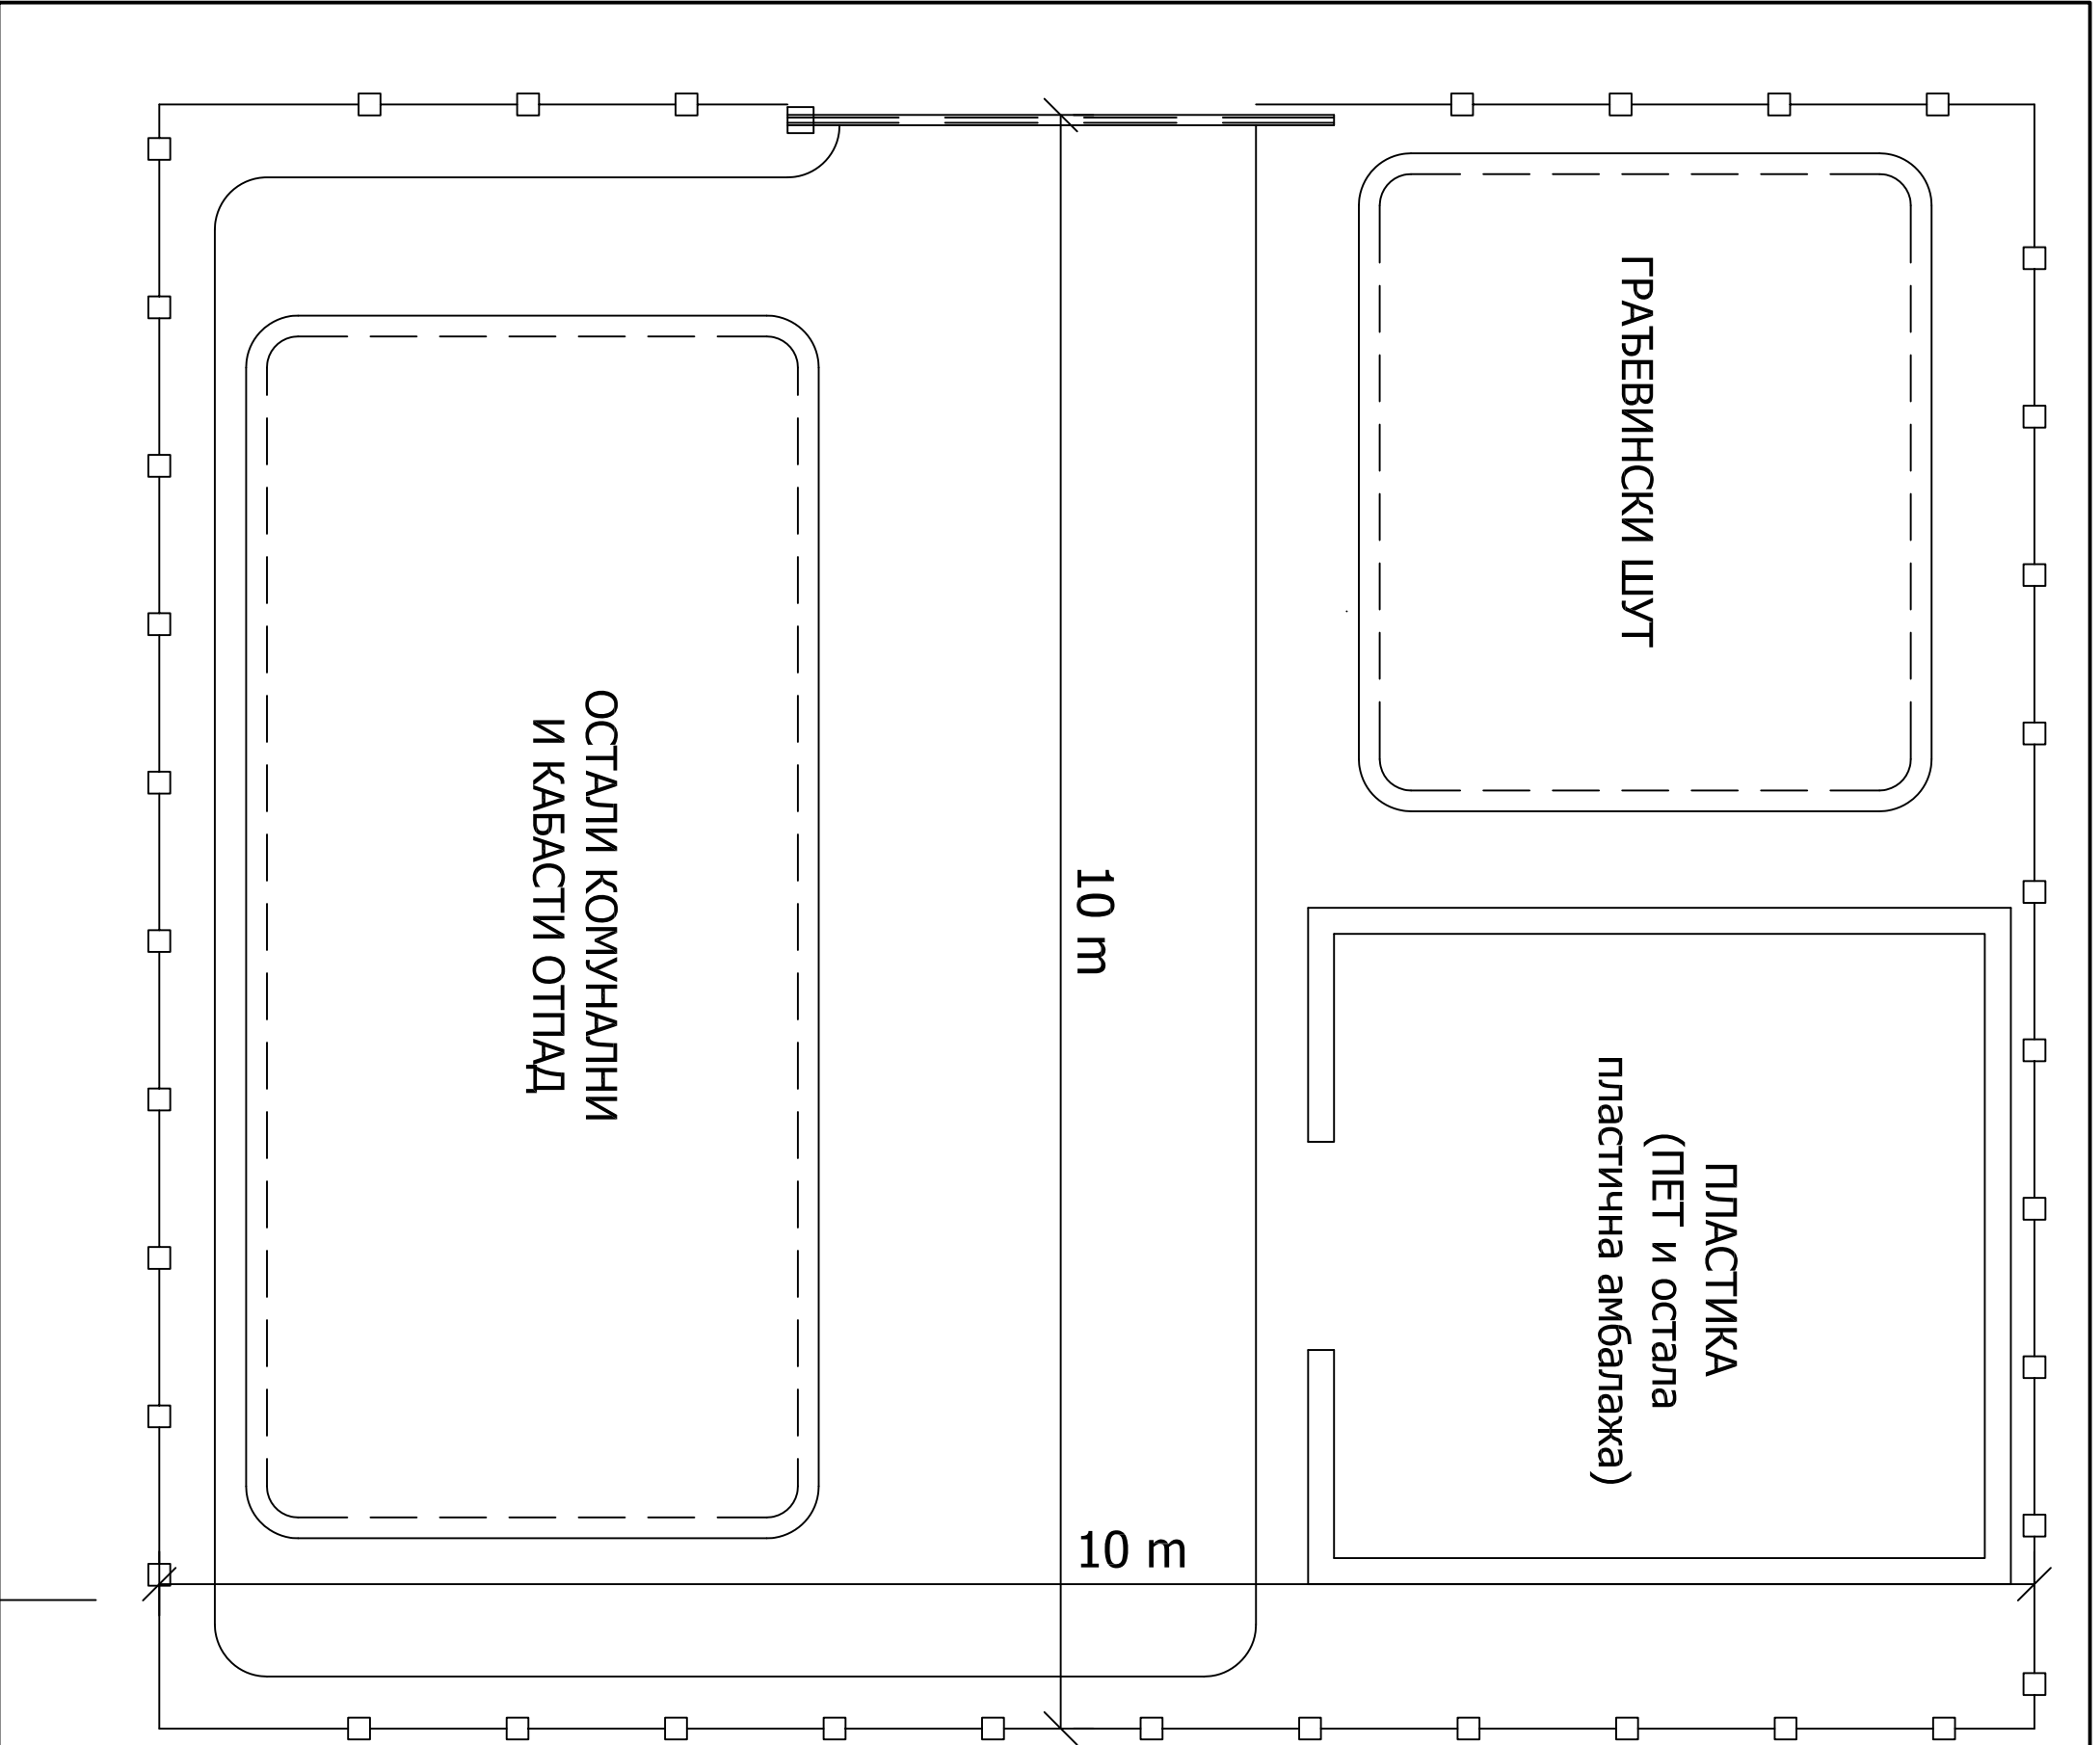 ГРАЂЕВИНСКИ ШУТ
ОСТАЛИ КОМУНАЛНИ
И КАБАСТИ ОТПАД
10 m
ПЛАСТИКА
(ПЕТ и остала
пластична амбалажа)
10 m